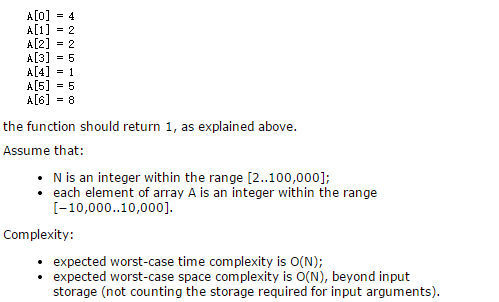 A[0] = 4
A[1] = 2
A[2] = 2
A[3] = 5
A[4] = 1
A[5] = 5
A[6] = 8
the function should return 1, as explained above.
Assume that:
• N is an integer within the range [2..100,000];
• each element of array A is an integer within the range
[−10,000..10,000].
Complexity:
• expected worst-case time complexity is O(N);
• expected worst-case space complexity is O(N), beyond input
storage (not counting the storage required for input arguments).